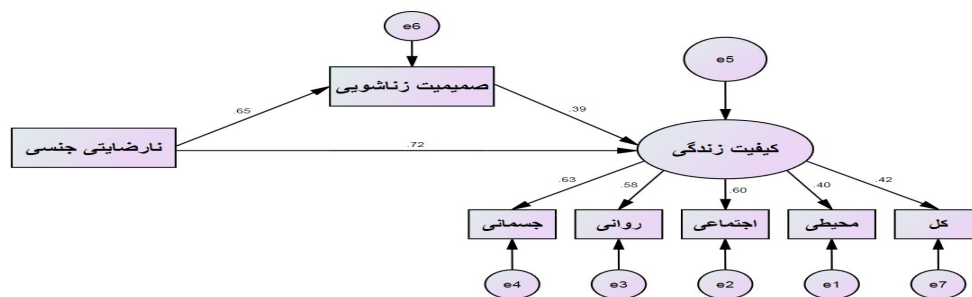 e6
e5
صمیمیت زناشویی
.65
.39
نارضایتی جنسی
.72
کیفیت زندگی
.63
.58
.60
.40
.42
جسمانی
روانی
اجتماعی
محیطی
کل
e4
e3
e2
e1
e7